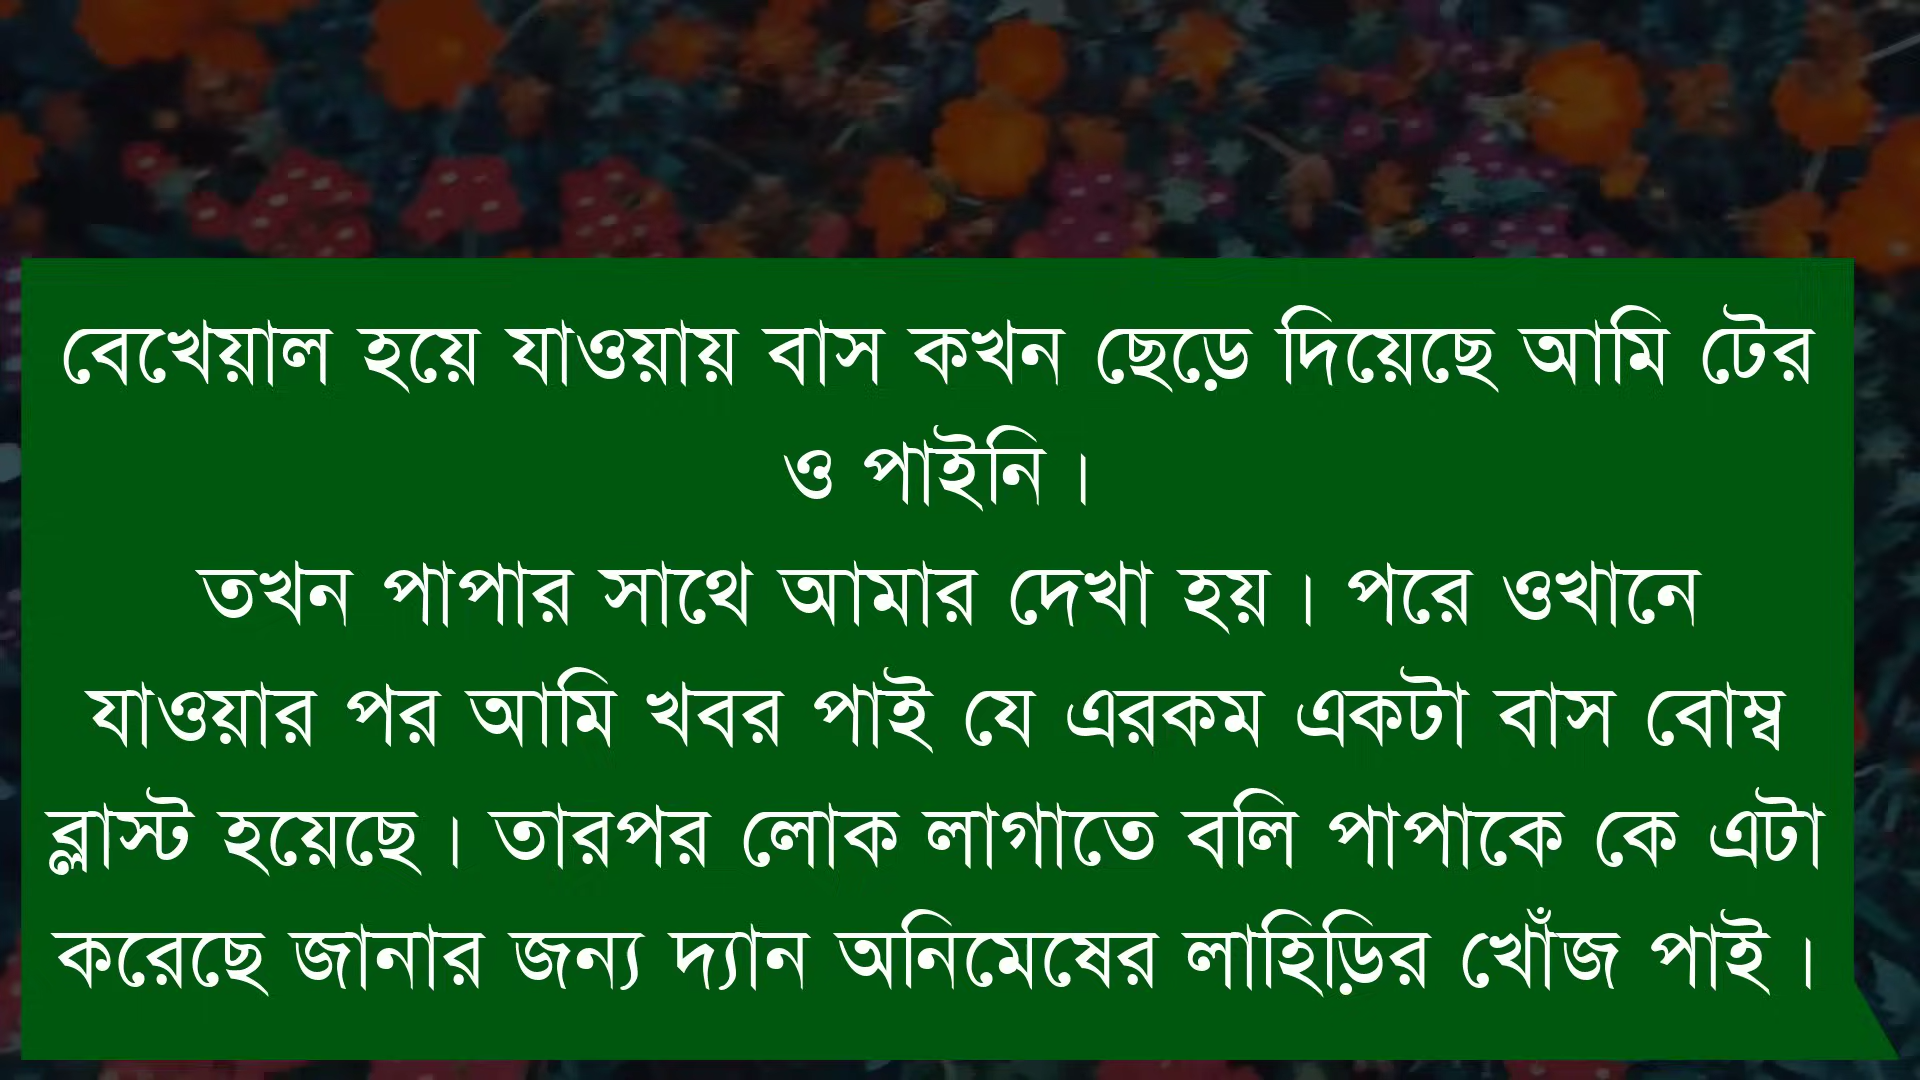 বেখেয়াল হয়ে যাওয়ায় বাস কখন ছেড়ে দিয়েছে আমি টের
ও পাইনি ।
তখন পাপার সাথে আমার দেখা হয় । পরে ওখানে
যাওয়ার পর আমি খবর পাই যে এরকম একটা বাস বোম্ব
ব্লাস্ট হয়েছে । তারপর লোক লাগাতে বলি পাপাকে কে এটা
করেছে জানার জন্য দ্যান অনিমেষের লাহিড়ির খোঁজ পাই ।